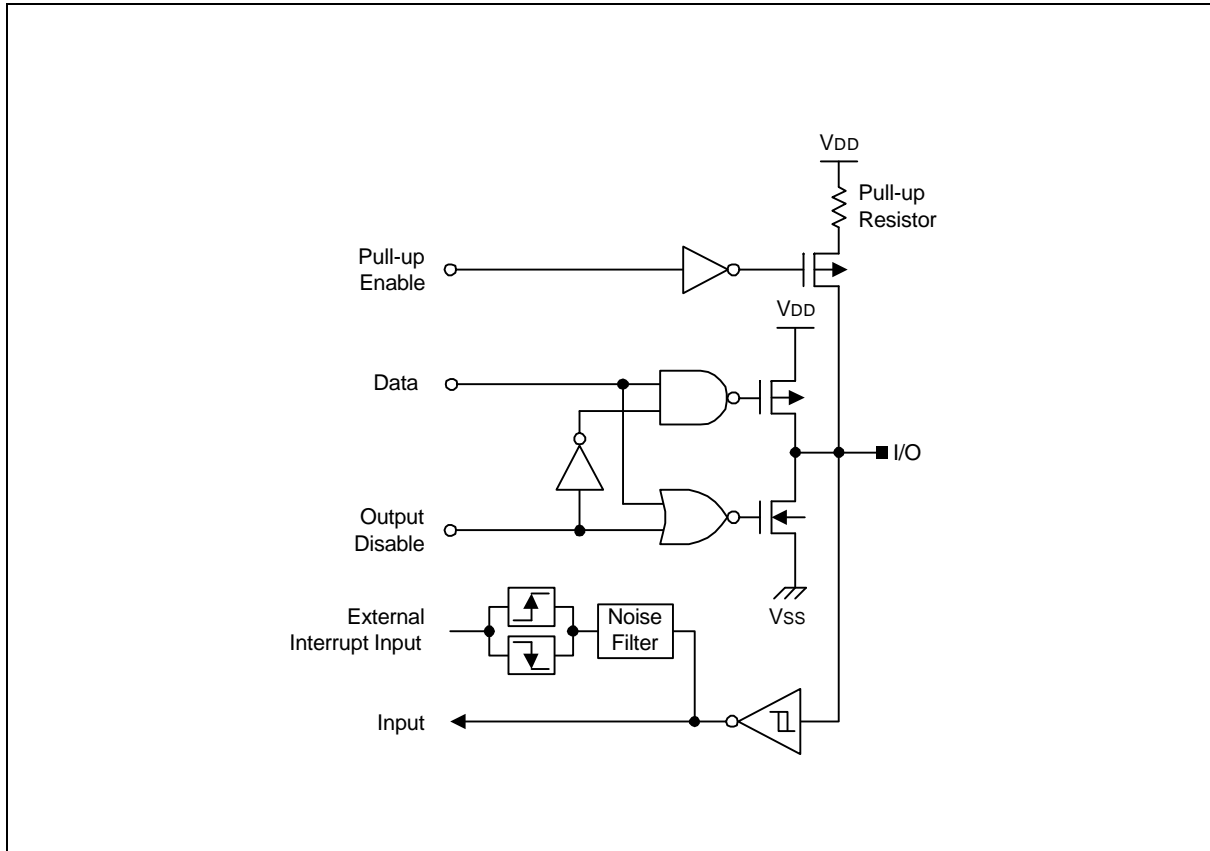 VDD
Pull-up
Resistor
Pull-up
Enable
VDD
Data
I/O
Output
Disable
VSS
External
Interrupt Input
Noise
Filter
Input